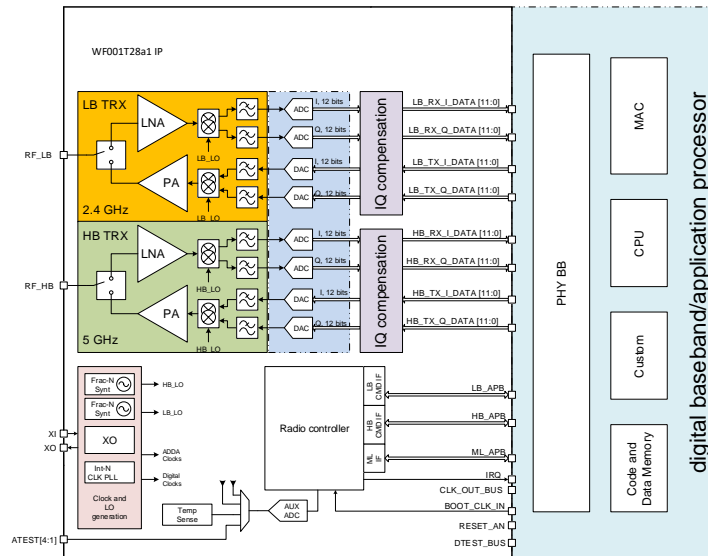 WF001T28a1 IP
LB TRX
LNA
PA
2.4 GHz
LB_LO
LB_LO
RF_LB
HB TRX
LNA
PA
5 GHz
HB_LO
HB_LO
RF_HB
ADC
I, 12 bits
ADC
Q, 12 bits
DAC
I, 12 bits
DAC
Q, 12 bits
ADC
I, 12 bits
ADC
Q, 12 bits
DAC
I, 12 bits
DAC
Q, 12 bits
IQ compensation
IQ compensation
LB_RX_I_DATA [11:0]
LB_RX_Q_DATA [11:0]
LB_TX_I_DATA [11:0]
LB_TX_Q_DATA [11:0]
HB_RX_I_DATA [11:0]
HB_RX_Q_DATA [11:0]
HB_TX_I_DATA [11:0]
HB_TX_Q_DATA [11:0]
Frac-N
Synt
HB_LO
Frac-N
Synt
LB_LO
XI
XO
XO
ADDA
Clocks
Int-N
CLK PLL
Digital
Clocks
Clock and
LO
generation
Temp
Sense
AUX
ADC
ATEST[4:1]
Radio controller
LB
CMD IF
HB
CMD IF
ML
IF
LB_APB
HB_APB
ML_APB
IRQ
CLK_OUT_BUS
BOOT_CLK_IN
RESET_AN
DTEST_BUS
PHY BB
MAC
CPU
Custom
Code and
Data Memory
digital baseband/application processor